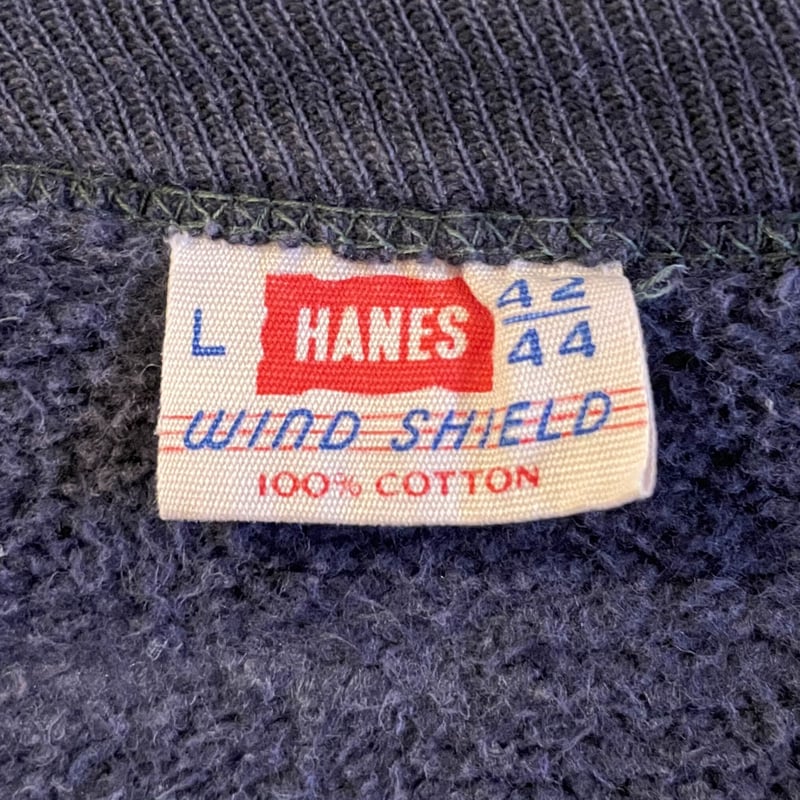 L HANES 42/44
WIND SHIELD
100% COTTON